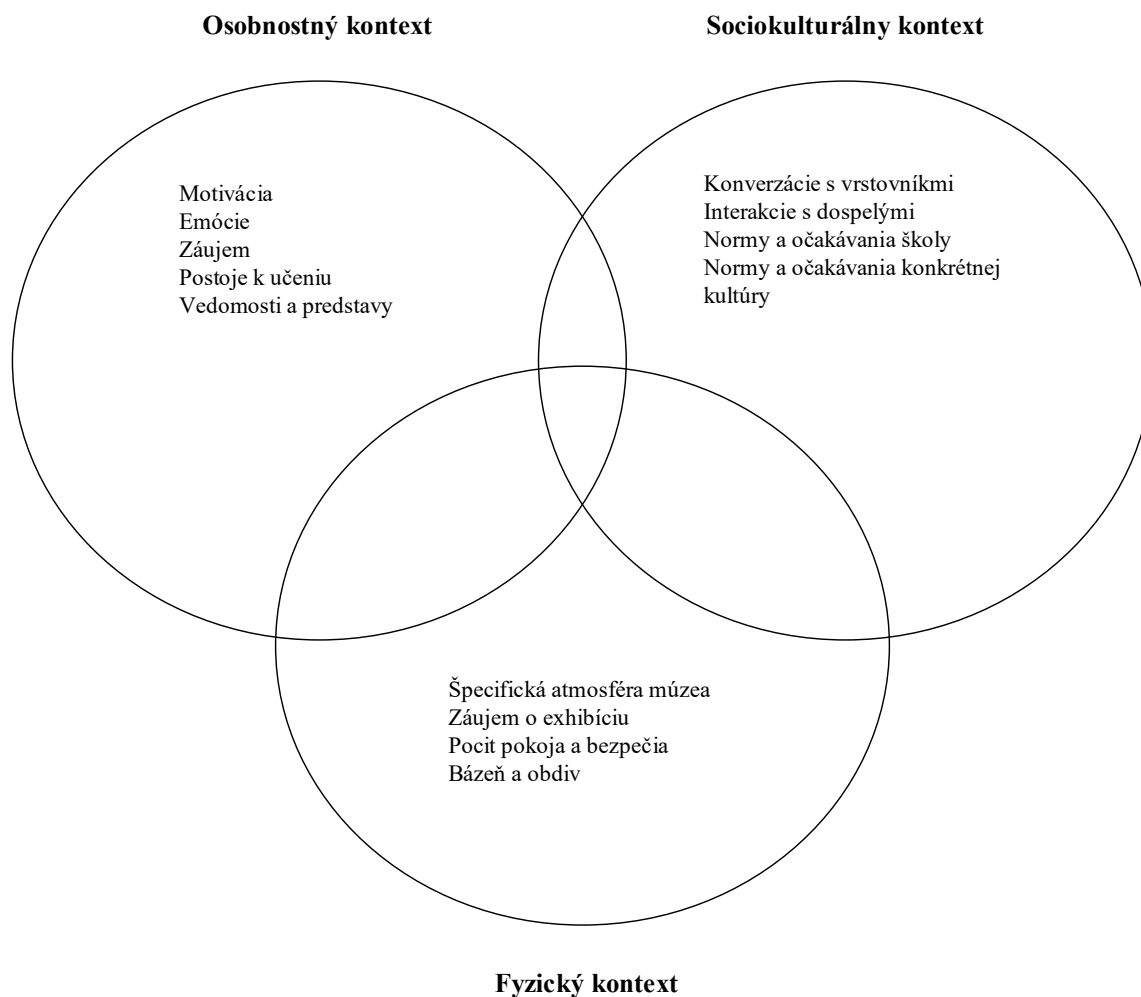 Osobnostný kontext
Sociokulturálny kontext
Motivácia
Emócie
Záujem
Postoje k učeniu
Vedomosti a predstavy
Konverzácie s vrstovníkmi
Interakcie s dospelými
Normy a očakávania školy
Normy a očakávania konkrétnej
kultúry
Špecifická atmosféra múzea
Záujem o exhibíciu
Pocit pokoja a bezpečia
Bázeň a obdiv
Fyzický kontext